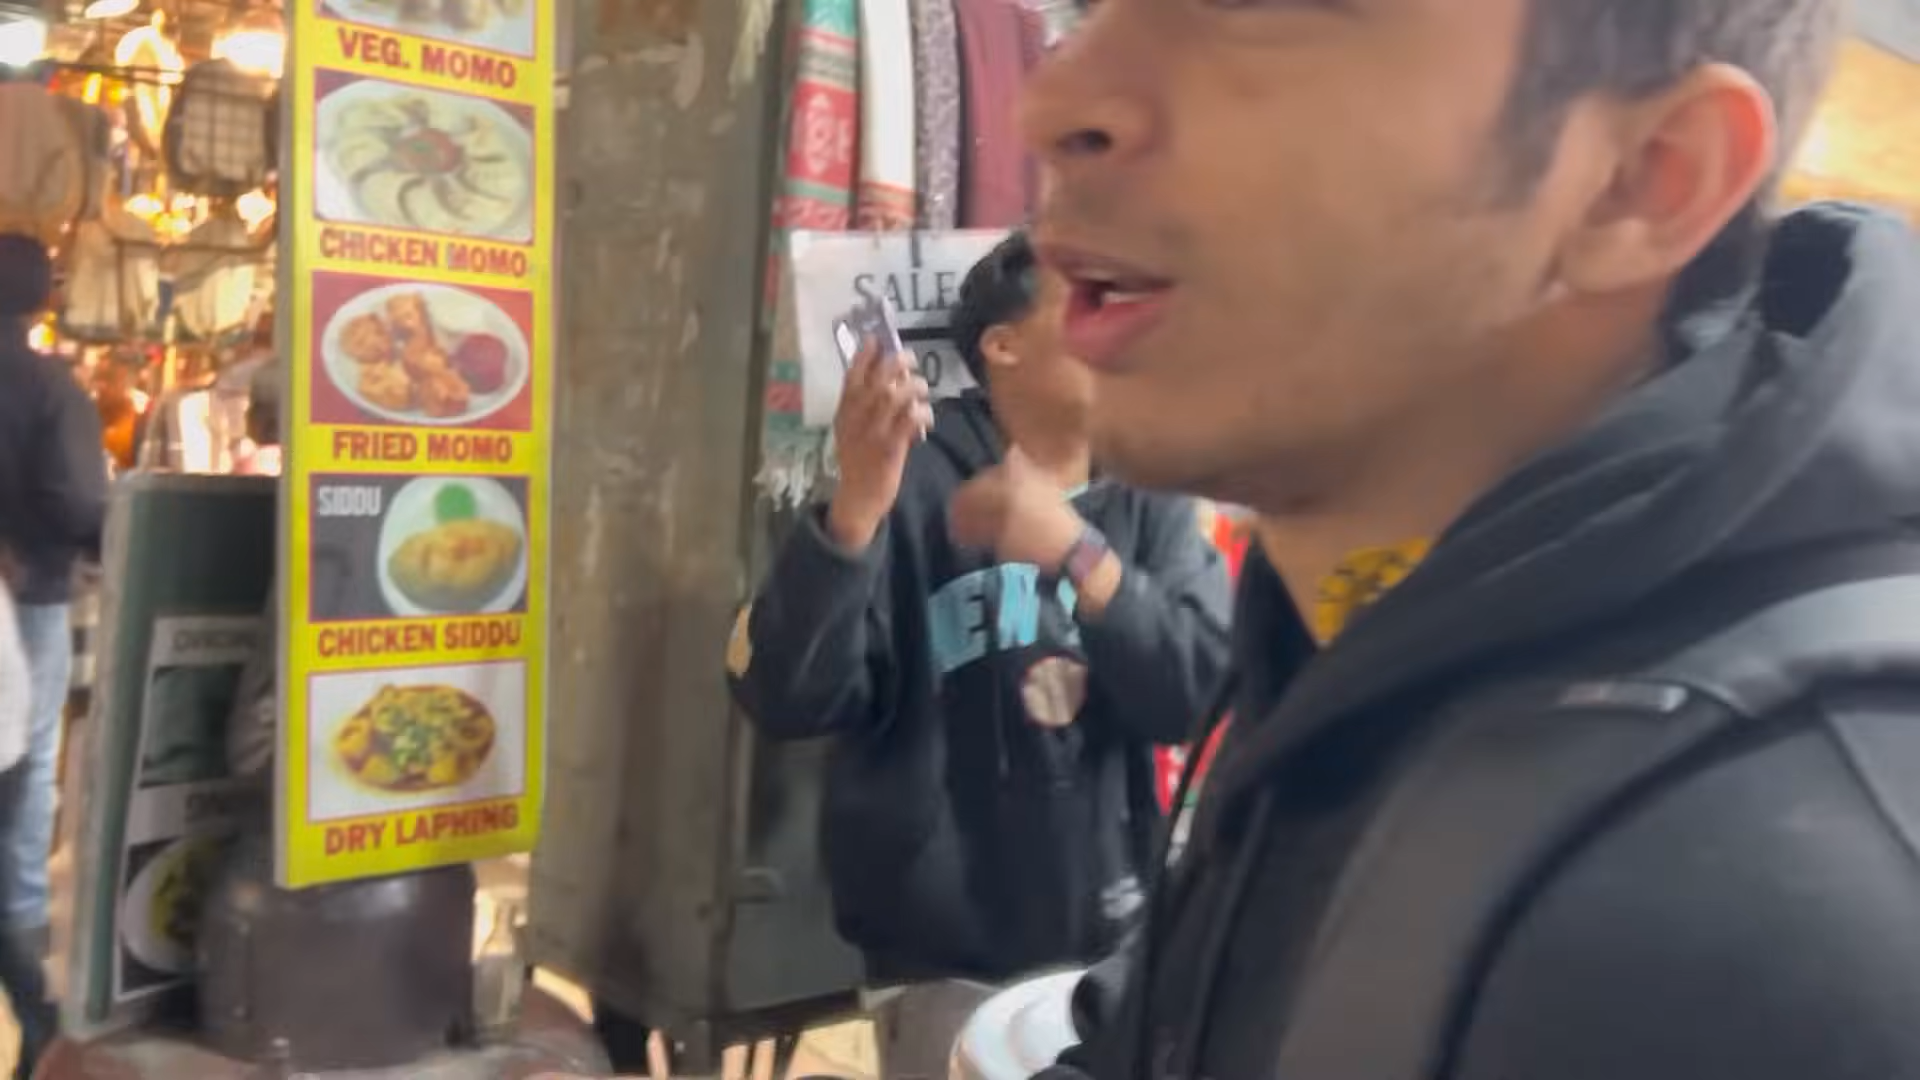 VEG. MOMO
CHICKEN MOMO
FRIED MOMO
SIDDU
CHICKEN SIDDU
DRY LAPHING
SALE